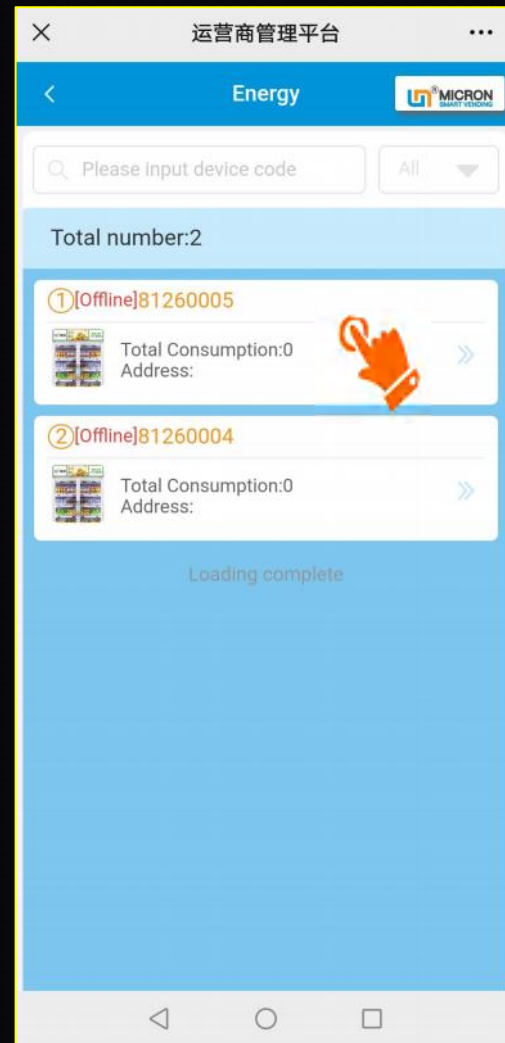 运营商管理平台
Energy
MICRON
SMART VENDING
Please input device code
All
Total number:2
①[Offline]81260005
Total Consumption:0
Address:
②[Offline]81260004
Total Consumption:0
Address:
Loading complete